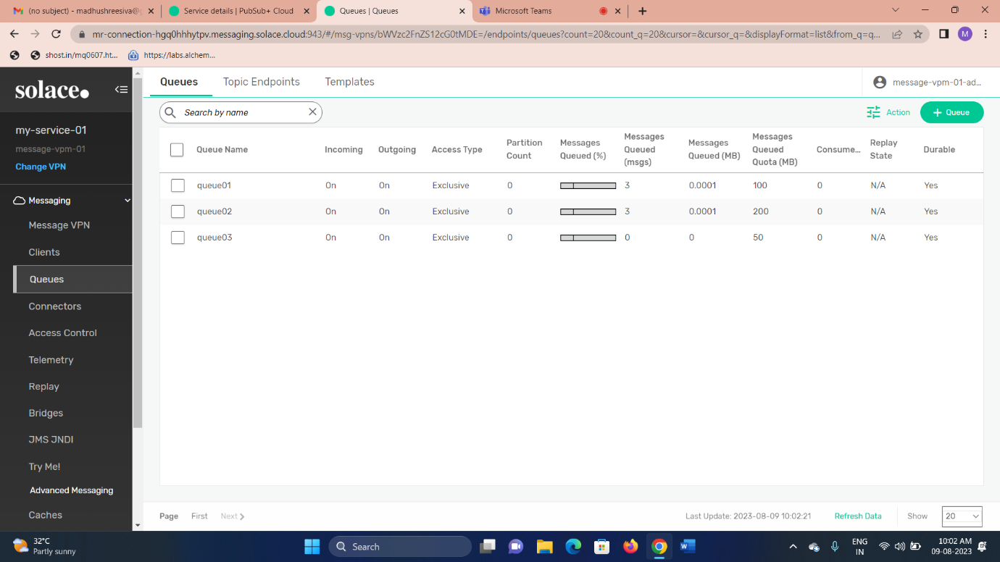 (no subject) - madhushreesiva@g
Service details | PubSub+ Cloud
Queues | Queues
Microsoft Teams
mr-connection-hgq0hhhytpv.messaging.solace.cloud:943/#/msg-vpns/bWVzc2FnZS12cG0tMDE=/endpoints/queues?count=20&count_q=20&cursor=&cursor_q=&displayFormat=list&from_q=q...
M
shost.in/mq0607.ht...
https://labs.alchem...
solace.
my-service-01
message-vpm-01
Change VPN
Messaging
Message VPN
Clients
Queues
Connectors
Access Control
Telemetry
Replay
Bridges
JMS JNDI
Try Me!
Advanced Messaging
Caches
Queues Topic Endpoints Templates
message-vpm-01-ad...
Search by name
Action
+ Queue
Queue Name Incoming Outgoing Access Type Partition Count Messages Queued (%) Messages Queued (msgs) Messages Queued (MB) Messages Queued Quota (MB) Consume... Replay State Durable
queue01 On On Exclusive 0 3 0.0001 100 0 N/A Yes
queue02 On On Exclusive 0 3 0.0001 200 0 N/A Yes
queue03 On On Exclusive 0 0 0 50 0 N/A Yes
Page First Next
Last Update: 2023-08-09 10:02:21
Refresh Data
Show 20
32°C
Partly sunny
Search
ENG
IN
10:02 AM
09-08-2023